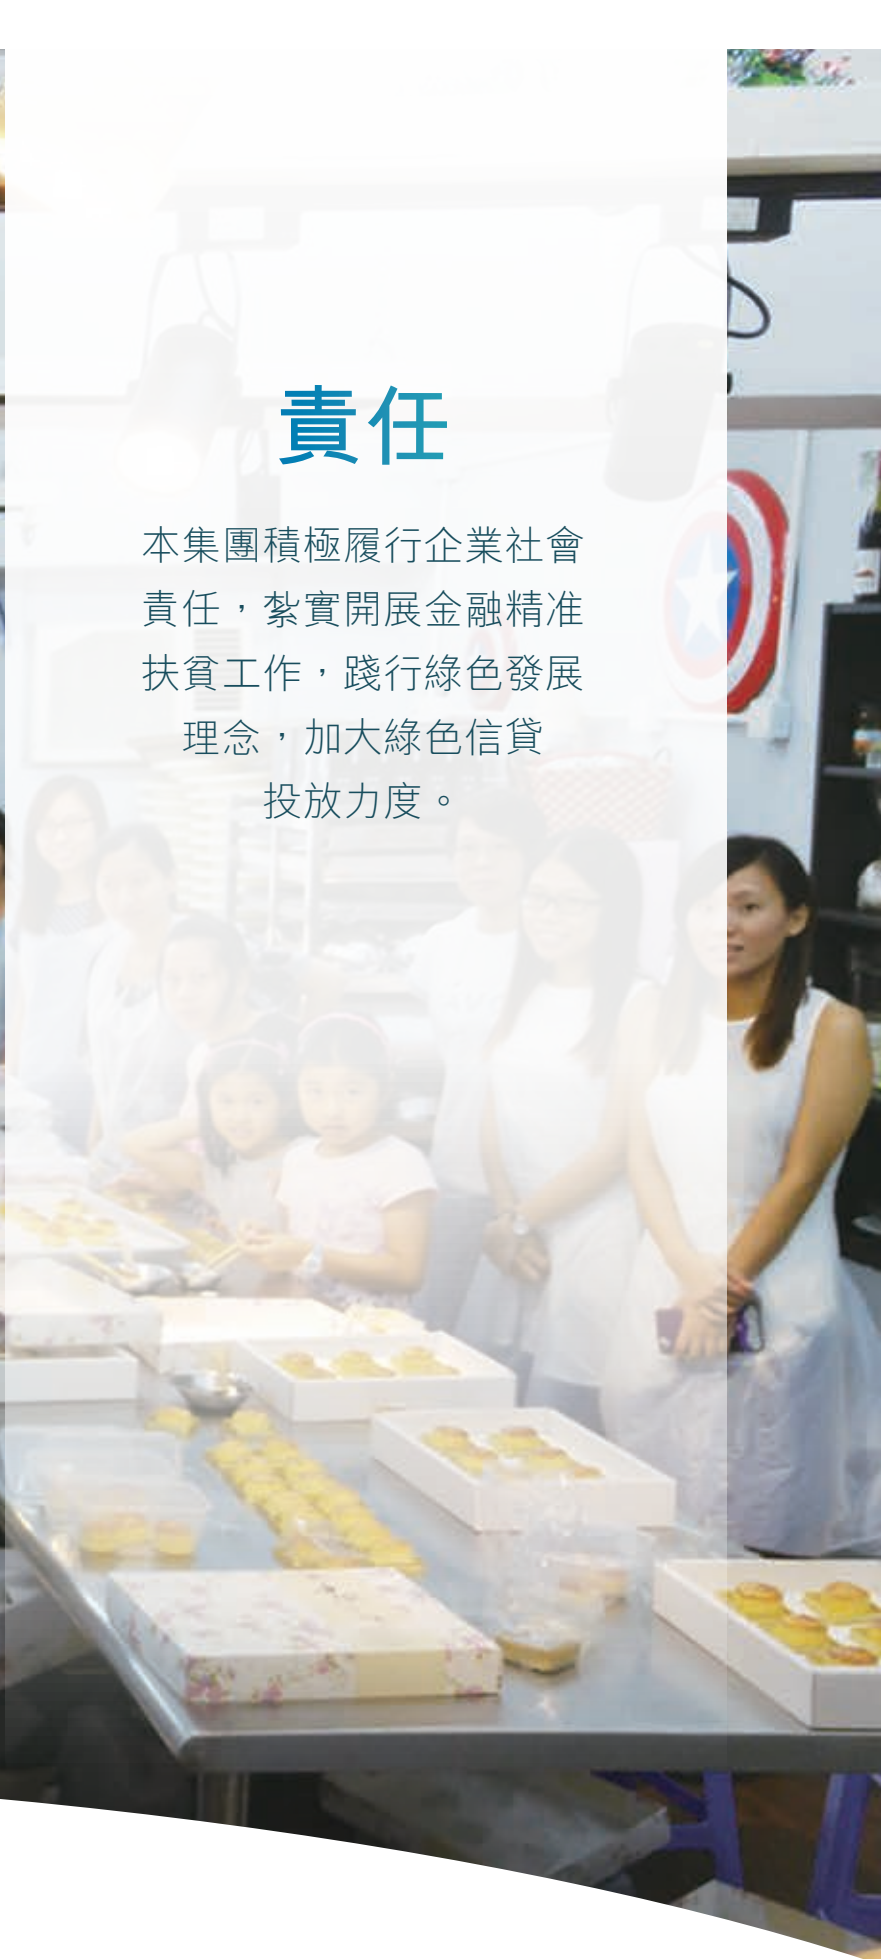 責任
本集團積極履行企業社會
責任，紮實開展金融精准
扶貧工作，踐行綠色發展
理念，加大綠色信貸
投放力度。